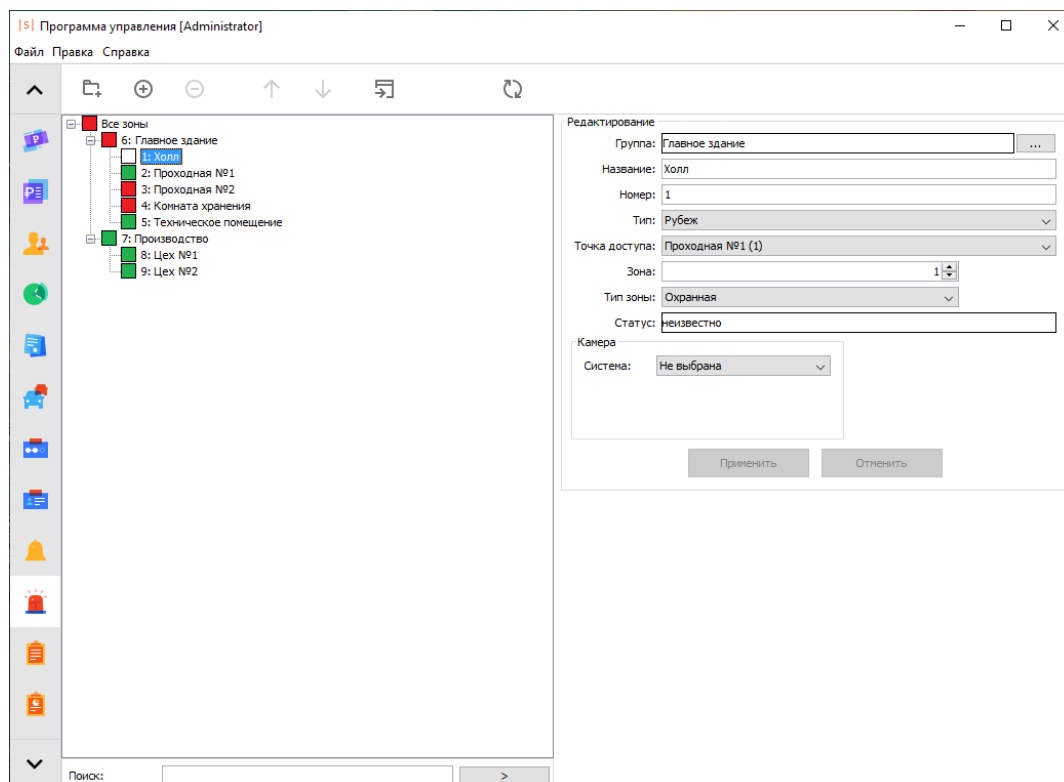 |S| Программа управления [Administrator]
Файл Правка Справка
Все зоны
6: Главное здание
1: Холл
2: Проходная №1
3: Проходная №2
4: Комната хранения
5: Техническое помещение
7: Производство
8: Цех №1
9: Цех №2
Поиск:
>
Редактирование
Группа: Главное здание ...
Название: Холл
Номер: 1
Тип: Рубеж
Точка доступа: Проходная №1 (1)
Зона: 1
Тип зоны: Охранная
Статус: неизвестно
Камера
Система: Не выбрана
Применить Отменить